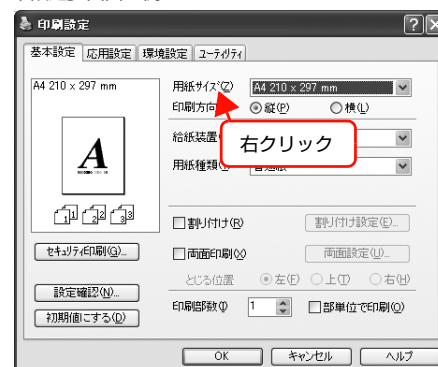 印刷設定
基本設定 応用設定 環境設定 ユーティリティ
A4 210 x 297 mm
用紙サイズ(Z) A4 210 x 297 mm
印刷方向 縦(P) 横(L)
給紙装置
右クリック
用紙種類
A
1 1 2 2 3 3
割り付け(R) 割り付け設定(E)...
セキュリティ印刷(G)... 両面印刷(X) 両面設定(U)...
とじる位置 左(F) 上(T) 右(H)
設定確認(N)...
印刷部数(I) 1 部単位で印刷(O)
初期値にする(D)
OK キャンセル ヘルプ